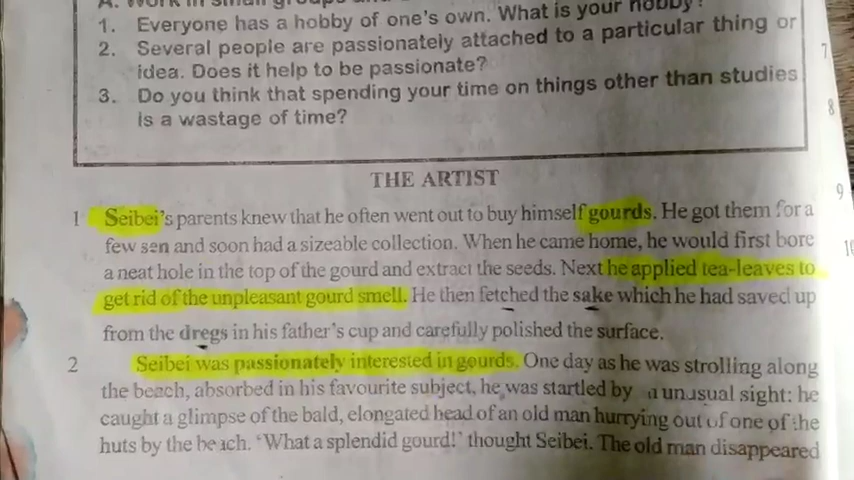 A. Work in small groups and
1. Everyone has a hobby of one's own. What is your hobby?
2. Several people are passionately attached to a particular thing or
idea. Does it help to be passionate?
3. Do you think that spending your time on things other than studies
is a wastage of time?
THE ARTIST
1 Seibei's parents knew that he often went out to buy himself gourds. He got them for a
few sen and soon had a sizeable collection. When he came home, he would first bore
a neat hole in the top of the gourd and extract the seeds. Next he applied tea-leaves to
get rid of the unpleasant gourd smell. He then fetched the sake which he had saved up
from the dregs in his father's cup and carefully polished the surface.
2 Seibei was passionately interested in gourds. One day as he was strolling along
the beach, absorbed in his favourite subject, he was startled by a unusual sight: he
caught a glimpse of the bald, elongated head of an old man hurrying out of one of the
huts by the beach. 'What a splendid gourd!' thought Seibei. The old man disappeared
7
8
9